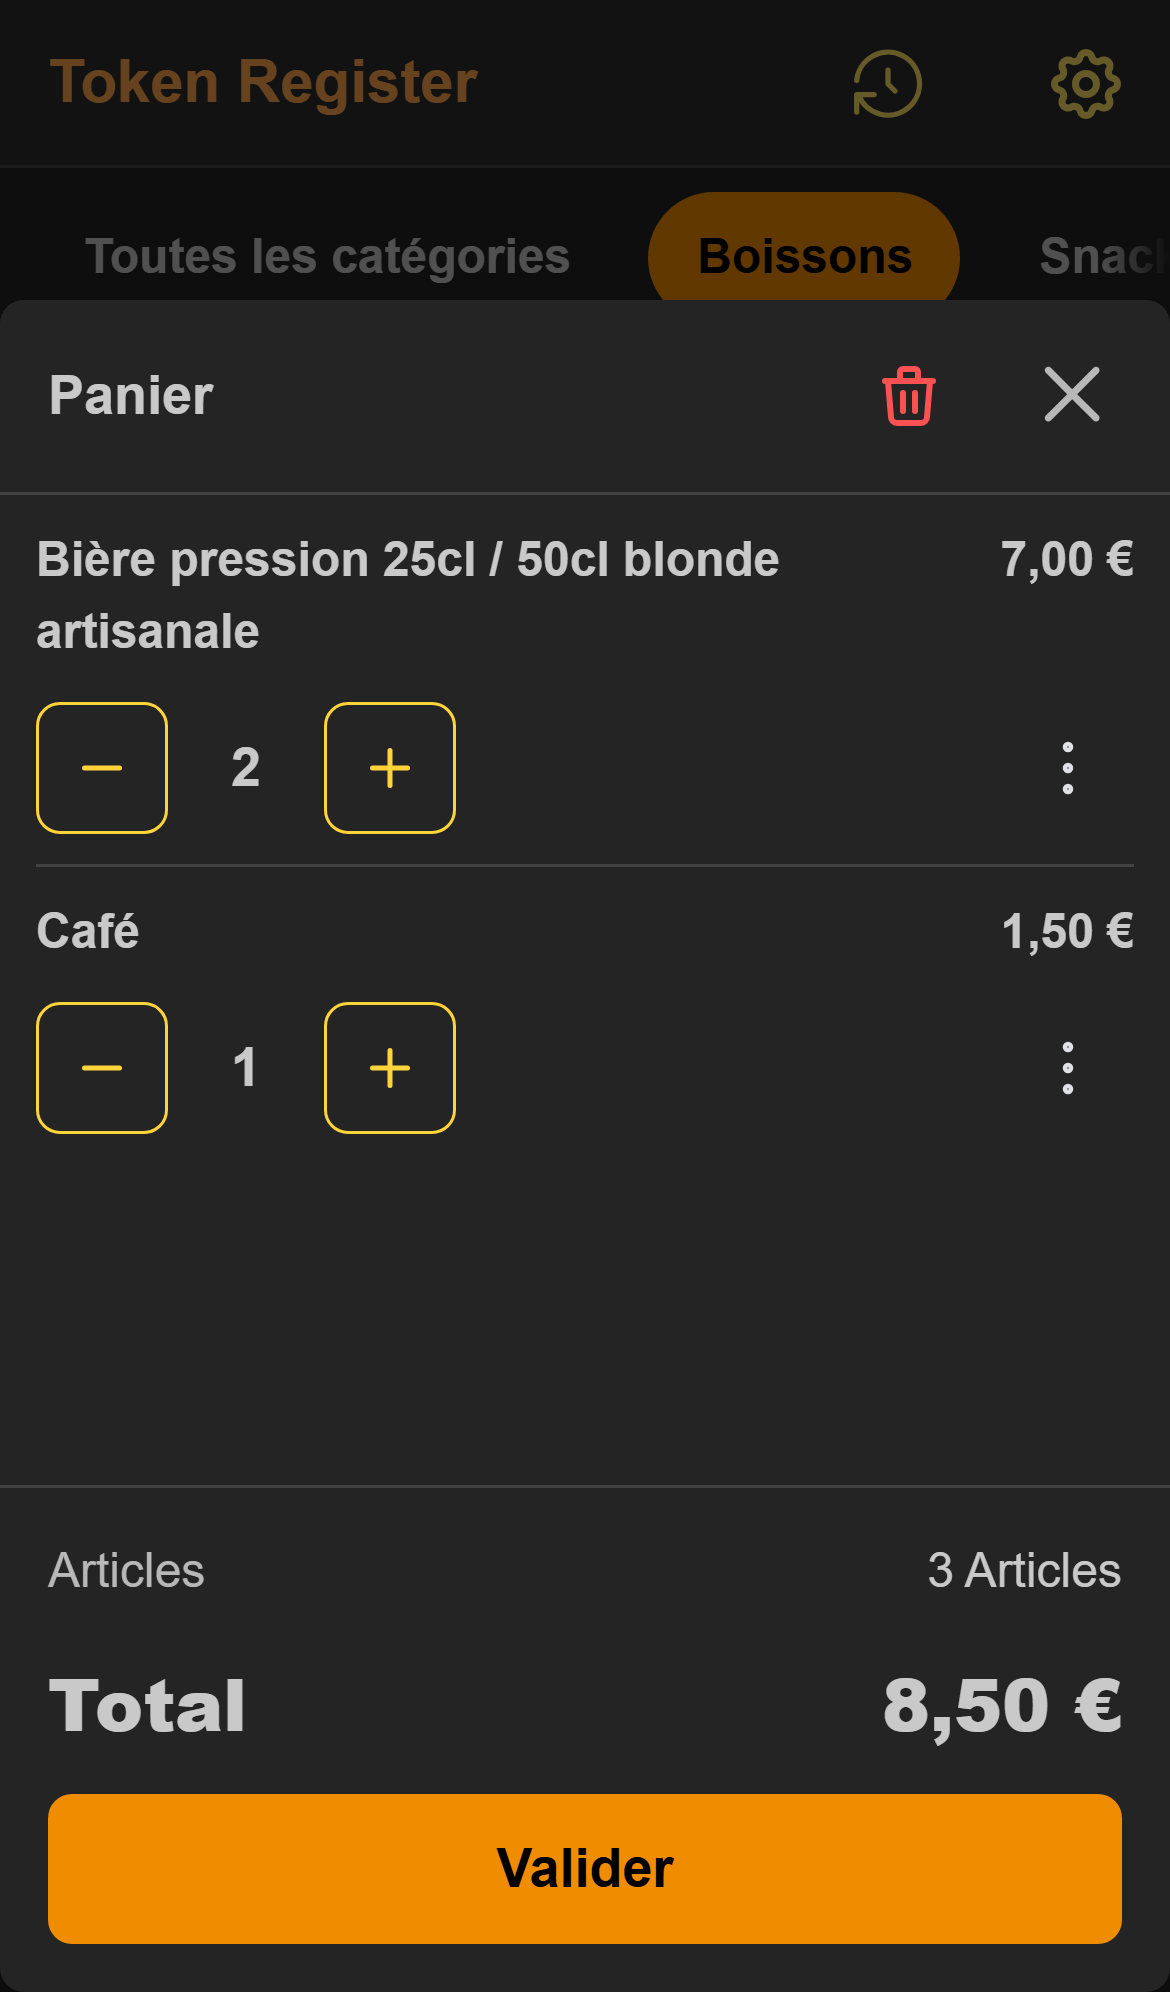 Token Register
Toutes les catégories Boissons
Panier
Bière pression 25cl / 50cl blonde 7,00 €
artisanale
2
Café 1,50 €
1
Articles 3 Articles
Total 8,50 €
Valider